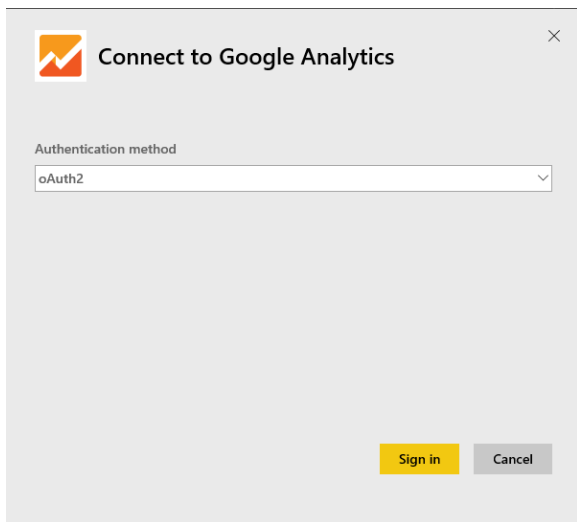 Connect to Google Analytics
Authentication method
oAuth2
Sign in Cancel